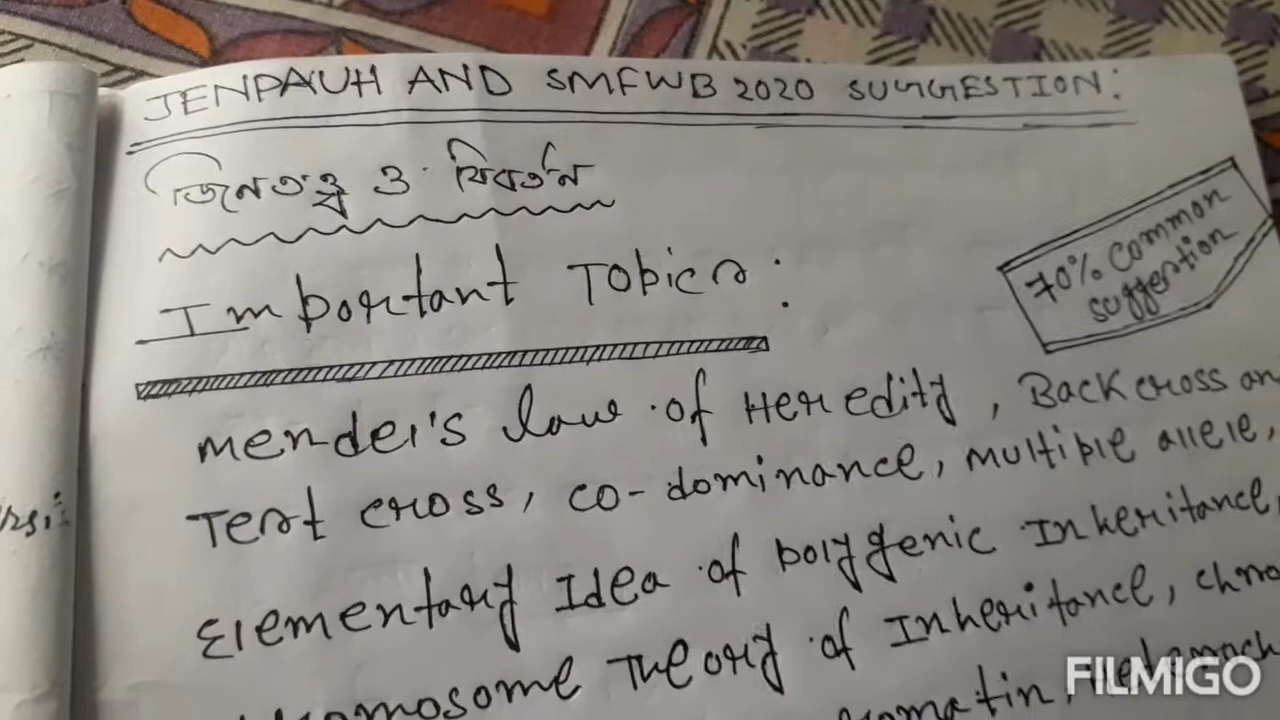 JENPAUH AND SMFWB 2020 SUGGESTION:
জিনতত্ত্ব ও বিবর্তন
Important Topics:
70% common
suggestion
Mendel's law of Heredity, Back cross an
Test cross, co-dominance, multiple allele,
Elementary Idea of polygenic Inheritance,
chromosome Theory of Inheritance, chro
FILMIGO